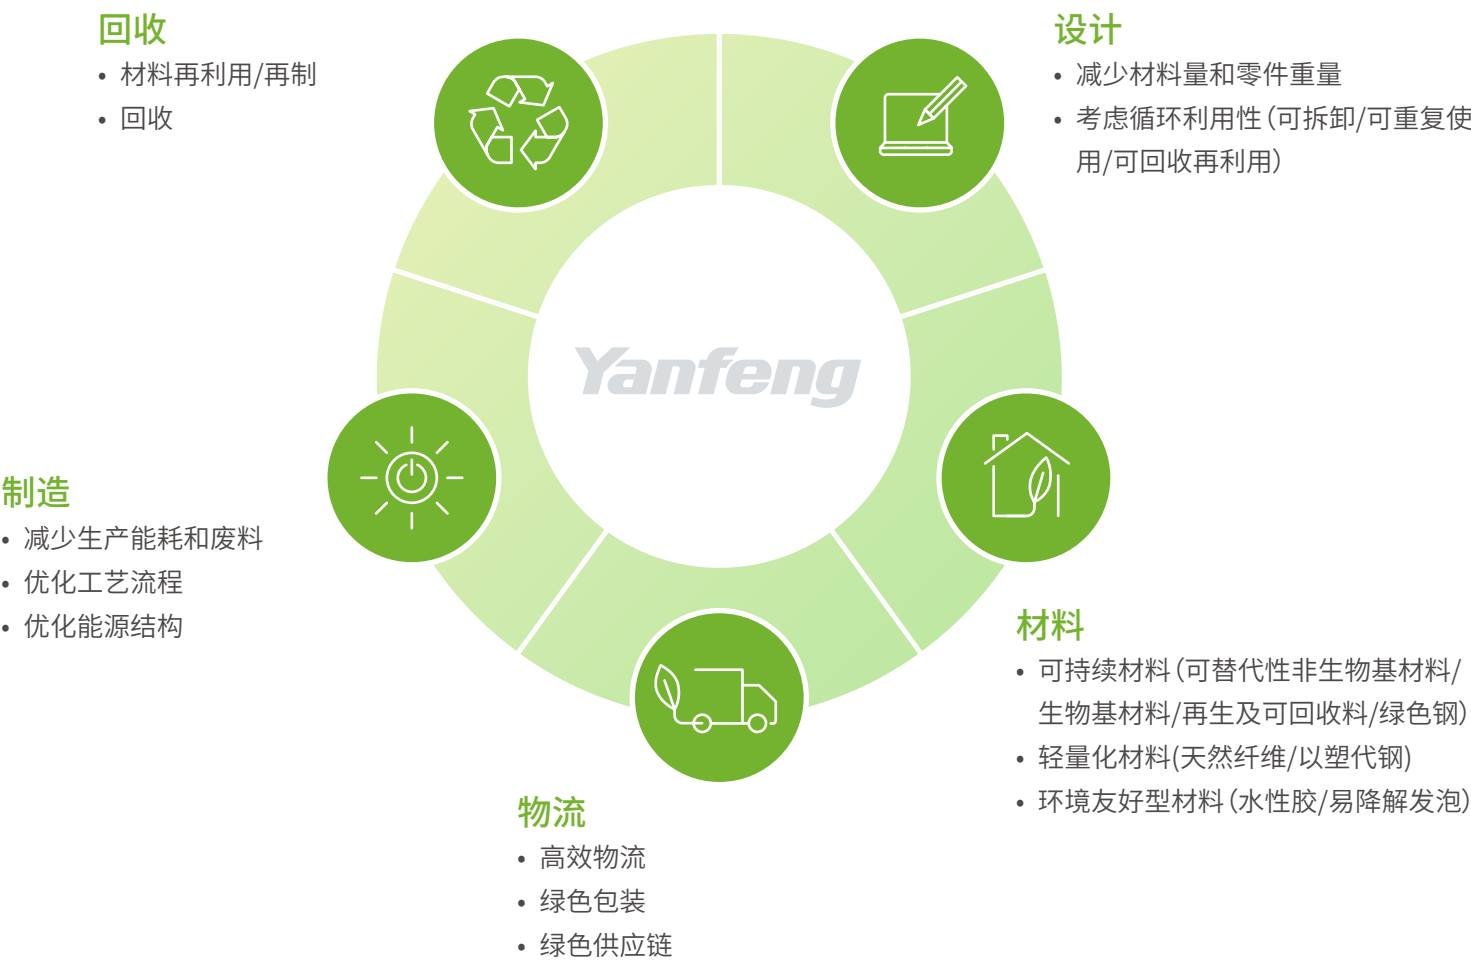 回收
• 材料再利用/再制
• 回收
设计
• 减少材料量和零件重量
• 考虑循环利用性（可拆卸/可重复使
用/可回收再利用）
Yanfeng
制造
• 减少生产能耗和废料
• 优化工艺流程
• 优化能源结构
材料
• 可持续材料（可替代性非生物基材料/
生物基材料/再生及可回收料/绿色钢）
• 轻量化材料(天然纤维/以塑代钢)
• 环境友好型材料（水性胶/易降解发泡）
物流
• 高效物流
• 绿色包装
• 绿色供应链